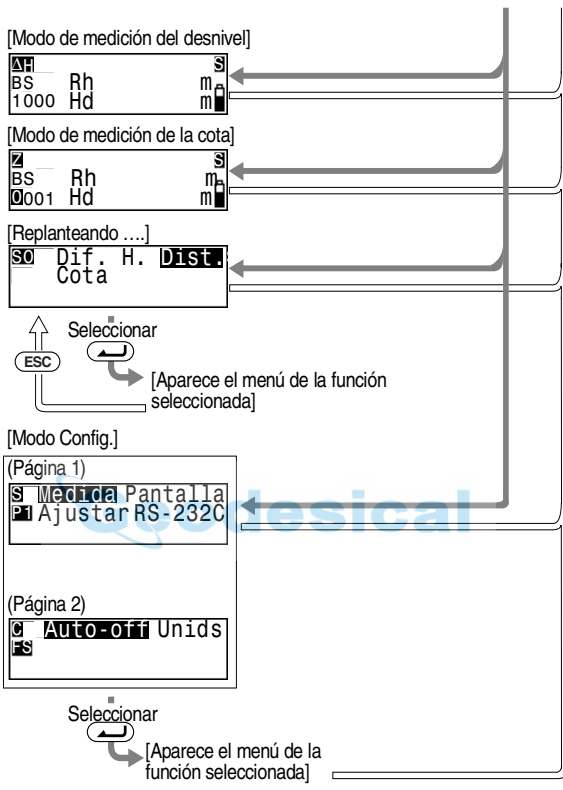 [Modo de medición del desnivel]
ΔH S
BS Rh m
1000 Hd m
[Modo de medición de la cota]
Z S
BS Rh m
0001 Hd m
[Replanteando ....]
SO Dif. H. Dist.
Cota
Seleccionar
ESC
[Aparece el menú de la función
seleccionada]
[Modo Config.]
(Página 1)
S Medida Pantalla
P1 Ajustar RS-232C
Geodesical
(Página 2)
C Auto-off Unids
FS
Seleccionar
[Aparece el menú de la
función seleccionada]